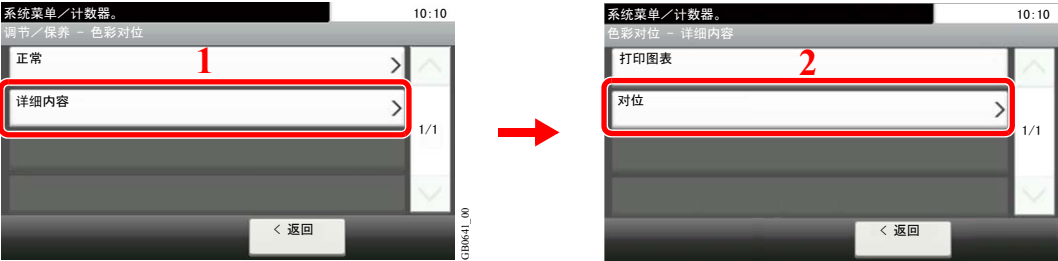 系统菜单／计数器。
10:10
调节／保养 - 色彩对位
正常
1
详细内容
1/1
< 返回
GB0641_00
系统菜单／计数器。
10:10
色彩对位 - 详细内容
打印图表
2
对位
1/1
< 返回